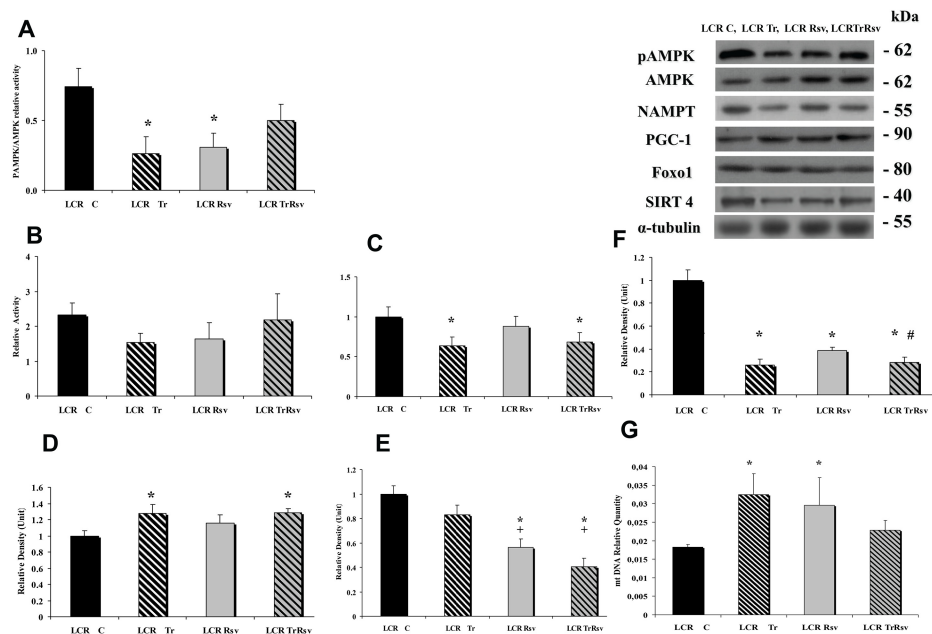 A
PAMPK/AMPK relative activity
1.0
0.5
0.0
*
*
LCR C
LCR Tr
LCR Rsv
LCR TrRsv
LCR C, LCR Tr, LCR Rsv, LCRTrRsv
kDa
pAMPK
- 62
AMPK
- 62
NAMPT
- 55
PGC-1
- 90
Foxo1
- 80
SIRT 4
- 40
α-tubulin
- 55
B
Relative Activity
4
3
2
1
0
LCR C
LCR Tr
LCR Rsv
LCR TrRsv
C
Relative Density (Unit)
1.5
1
0.5
0
*
*
LCR C
LCR Tr
LCR Rsv
LCR TrRsv
F
Relative Density (Unit)
1.2
1
0.8
0.6
0.4
0.2
0
*
*
* #
LCR C
LCR Tr
LCR Rsv
LCR TrRsv
D
Relative Density (Unit)
1.6
1.4
1.2
1
0.8
0.6
0.4
0.2
0
*
*
LCR C
LCR Tr
LCR Rsv
LCR TrRsv
E
Relative Density (Unit)
1.2
1
0.8
0.6
0.4
0.2
0
*
+
*
+
LCR C
LCR Tr
LCR Rsv
LCR TrRsv
G
mt DNA Relative Quantity
0,04
0,035
0,03
0,025
0,02
0,015
0,01
0,005
0
*
*
LCR C
LCR Tr
LCR Rsv
LCR TrRsv